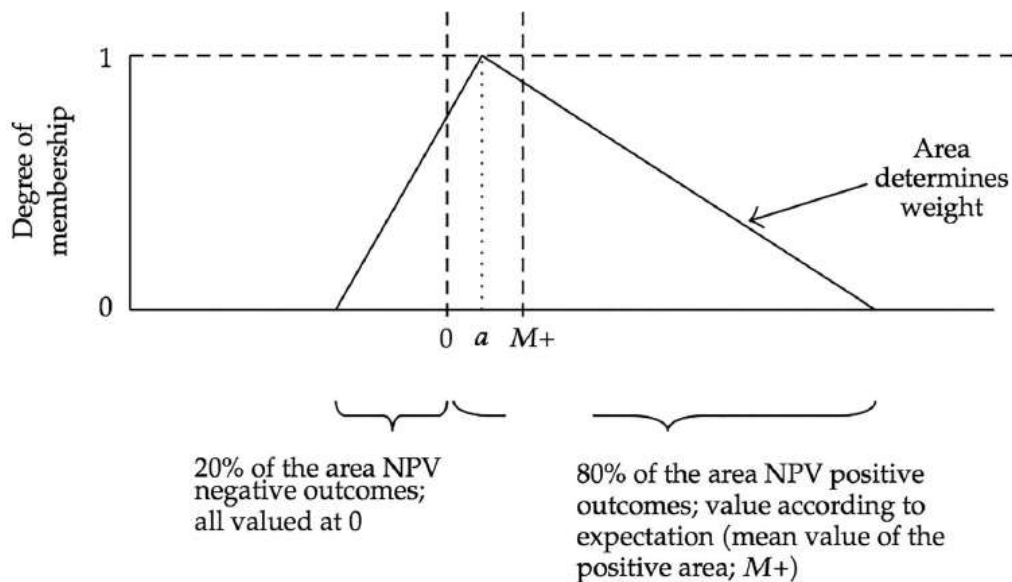 1
Degree of
membership
Area
determines
weight
0
0 a M+
20% of the area NPV
negative outcomes;
all valued at 0
80% of the area NPV positive
outcomes; value according to
expectation (mean value of the
positive area; M+)